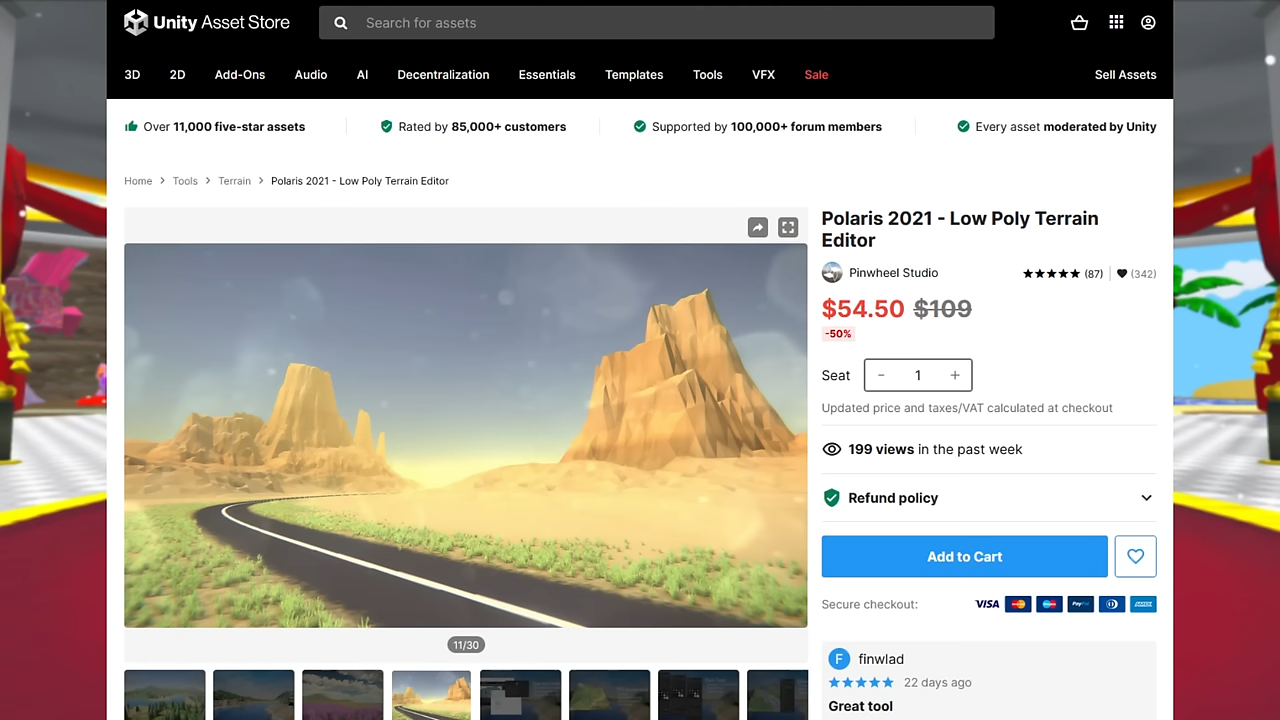 Unity Asset Store
Search for assets
3D 2D Add-Ons Audio AI Decentralization Essentials Templates Tools VFX Sale Sell Assets
Over 11,000 five-star assets
Rated by 85,000+ customers
Supported by 100,000+ forum members
Every asset moderated by Unity
Home > Tools > Terrain > Polaris 2021 - Low Poly Terrain Editor
Polaris 2021 - Low Poly Terrain
Editor
Pinwheel Studio
(87) (342)
$54.50 $109
-50%
Seat - 1 +
Updated price and taxes/VAT calculated at checkout
199 views in the past week
Refund policy
Add to Cart
Secure checkout: VISA PayPal
11/30
F finwlad
22 days ago
Great tool